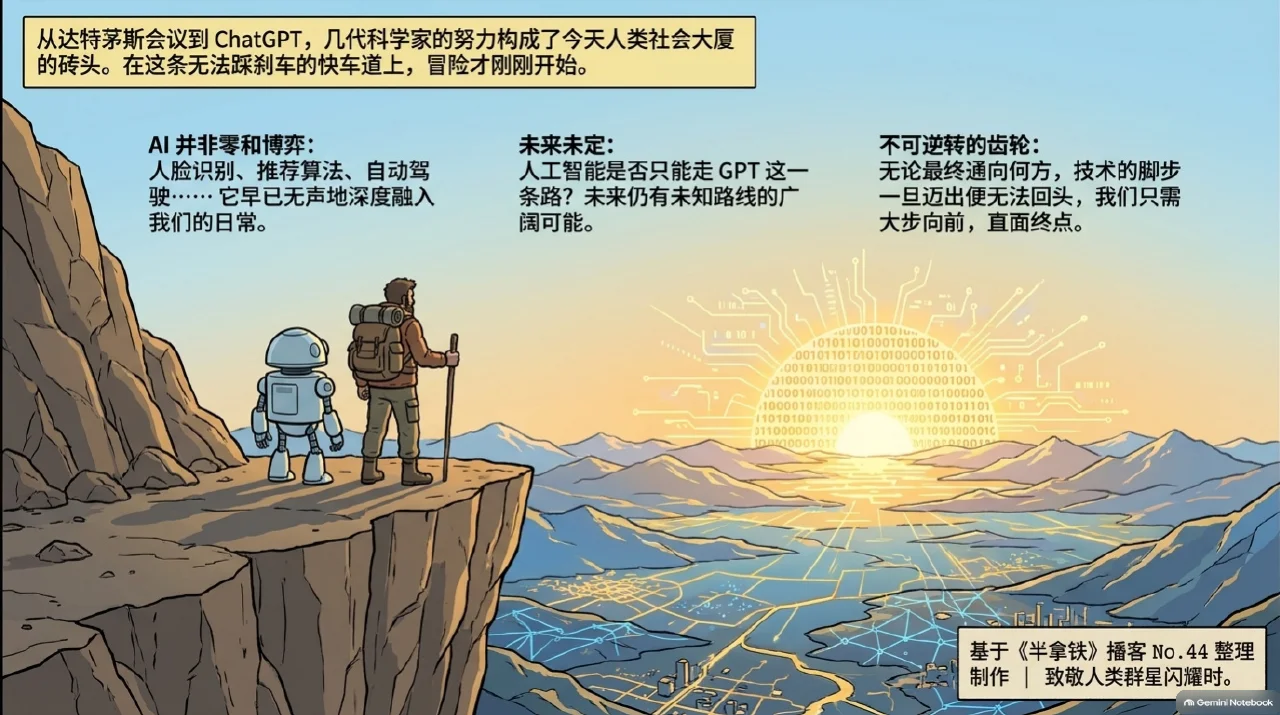 从达特茅斯会议到 ChatGPT，几代科学家的努力构成了今天人类社会大厦
的砖头。在这条无法踩刹车的快车道上，冒险才刚刚开始。
AI 并非零和博弈：
人脸识别、推荐算法、自动驾
驶…… 它早已无声地深度融入
我们的日常。
未来未定：
人工智能是否只能走 GPT 这一
条路？未来仍有未知路线的广
阔可能。
不可逆转的齿轮：
无论最终通向何方，技术的脚步
一旦迈出便无法回头，我们只需
大步向前，直面终点。
基于《半拿铁》播客 No.44 整理
制作 ｜ 致敬人类群星闪耀时。
Gemini Notebook